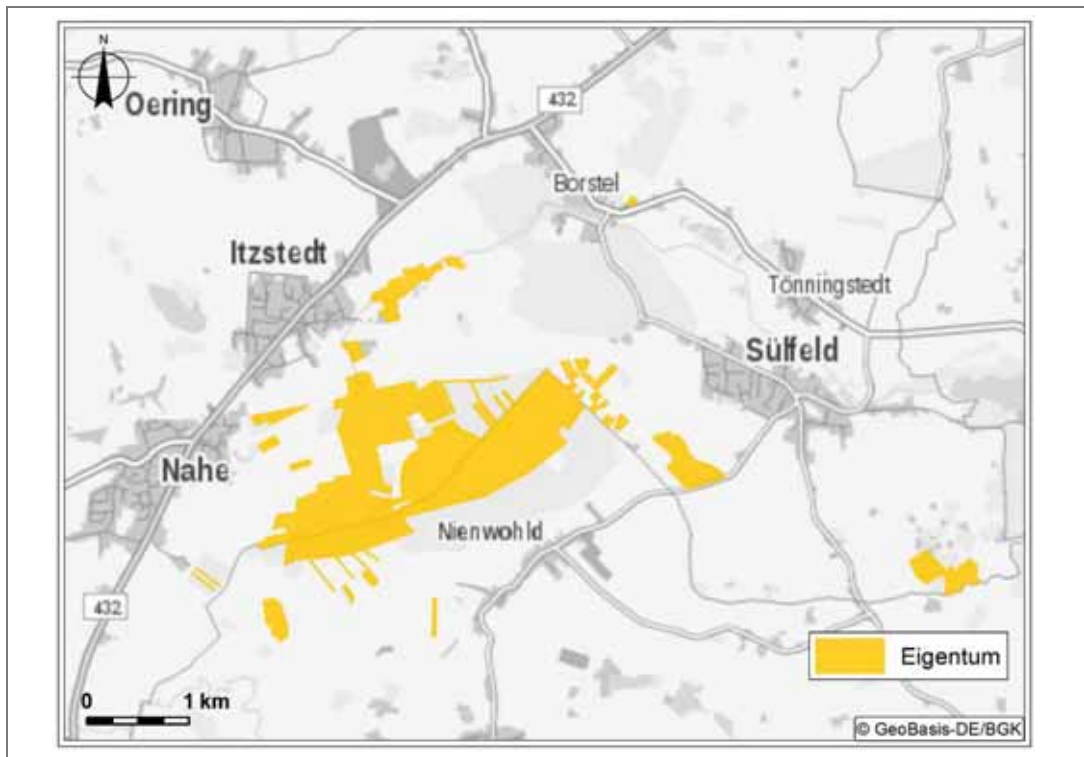 N
Oering
432
Borstel
Itzstedt
Tönningstedt
Sülfeld
Nahe
Nienwohld
432
Eigentum
0 1 km
© GeoBasis-DE/BGK